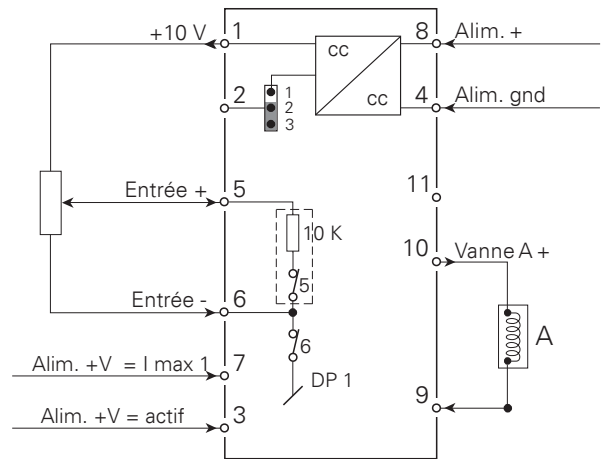 +10 V
1
8
Alim. +
cc
cc
2
1
2
3
4
Alim. gnd
Entrée +
5
11
10 K
10
Vanne A +
5
Entrée -
6
6
A
Alim. +V = I max 1
7
DP 1
9
Alim. +V = actif
3